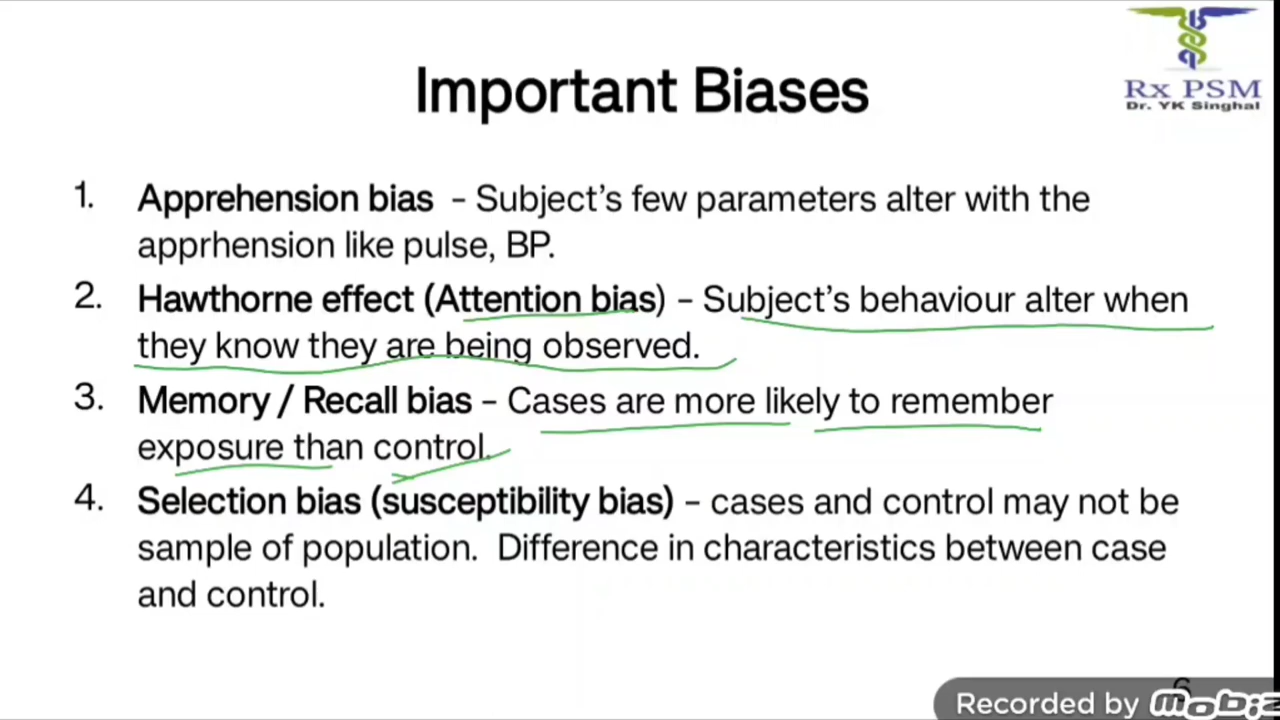 Rx PSM
Dr. YK Singhal
Important Biases
1. Apprehension bias – Subject’s few parameters alter with the
apprhension like pulse, BP.
2. Hawthorne effect (Attention bias) – Subject’s behaviour alter when
they know they are being observed.
3. Memory / Recall bias – Cases are more likely to remember
exposure than control.
4. Selection bias (susceptibility bias) – cases and control may not be
sample of population. Difference in characteristics between case
and control.
6
Recorded by